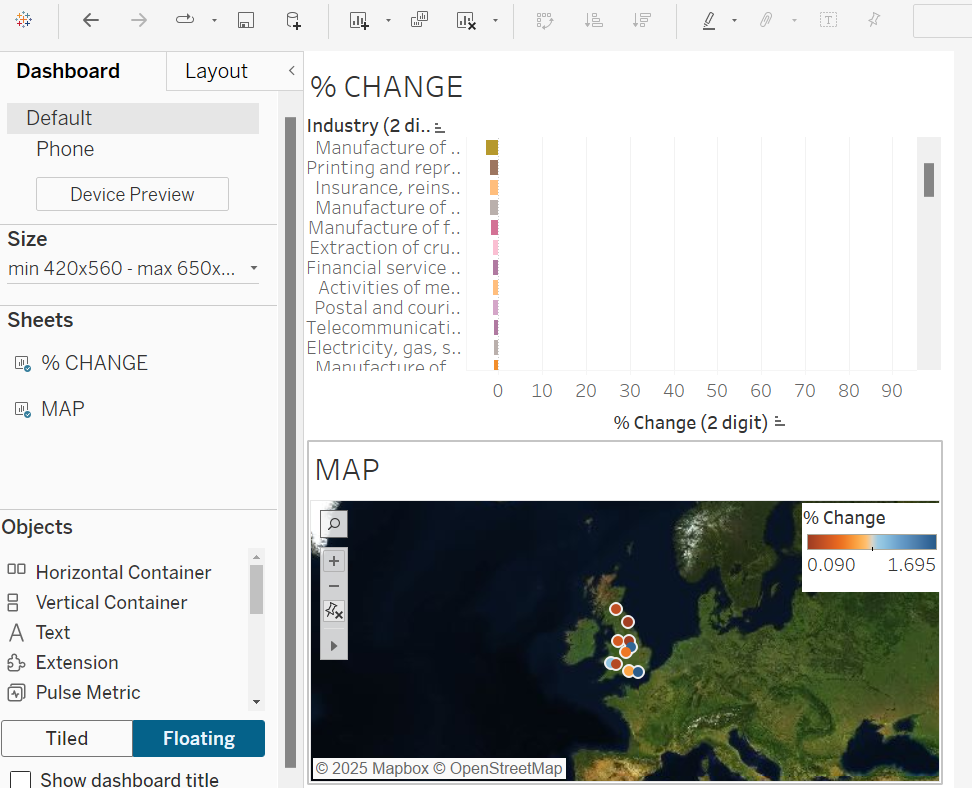 Dashboard
Layout
Default
Phone
Device Preview
Size
min 420x560 - max 650x...
Sheets
% CHANGE
MAP
Objects
Horizontal Container
Vertical Container
Text
Extension
Pulse Metric
Tiled
Floating
Show dashboard title
% CHANGE
Industry (2 di..
Manufacture of ..
Printing and repr..
Insurance, reins..
Manufacture of ..
Manufacture of f..
Extraction of cru..
Financial service ..
Activities of me..
Postal and couri..
Telecommunicati..
Electricity, gas, s..
Manufacture of
0 10 20 30 40 50 60 70 80 90
% Change (2 digit)
MAP
% Change
0.090 1.695
© 2025 Mapbox © OpenStreetMap